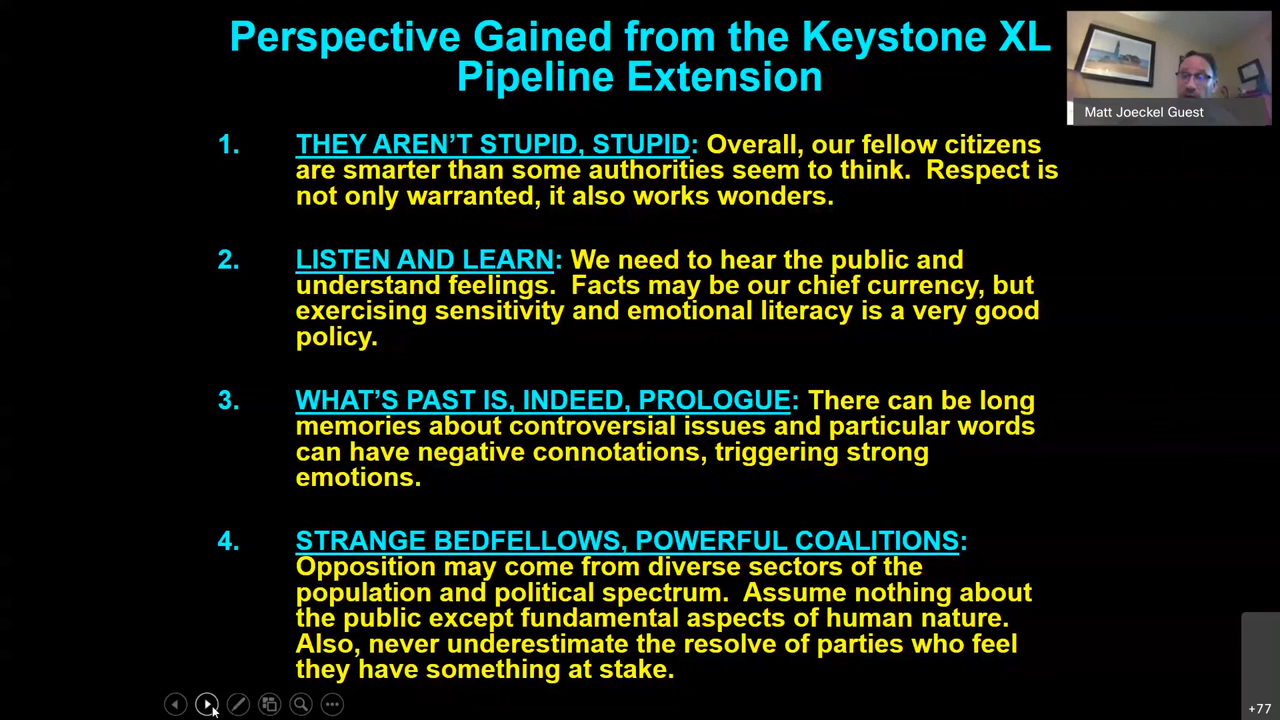 Perspective Gained from the Keystone XL
Pipeline Extension
Matt Joeckel Guest
1. THEY AREN'T STUPID, STUPID: Overall, our fellow citizens
are smarter than some authorities seem to think. Respect is
not only warranted, it also works wonders.
2. LISTEN AND LEARN: We need to hear the public and
understand feelings. Facts may be our chief currency, but
exercising sensitivity and emotional literacy is a very good
policy.
3. WHAT'S PAST IS, INDEED, PROLOGUE: There can be long
memories about controversial issues and particular words
can have negative connotations, triggering strong
emotions.
4. STRANGE BEDFELLOWS, POWERFUL COALITIONS:
Opposition may come from diverse sectors of the
population and political spectrum. Assume nothing about
the public except fundamental aspects of human nature.
Also, never underestimate the resolve of parties who feel
they have something at stake.
+77